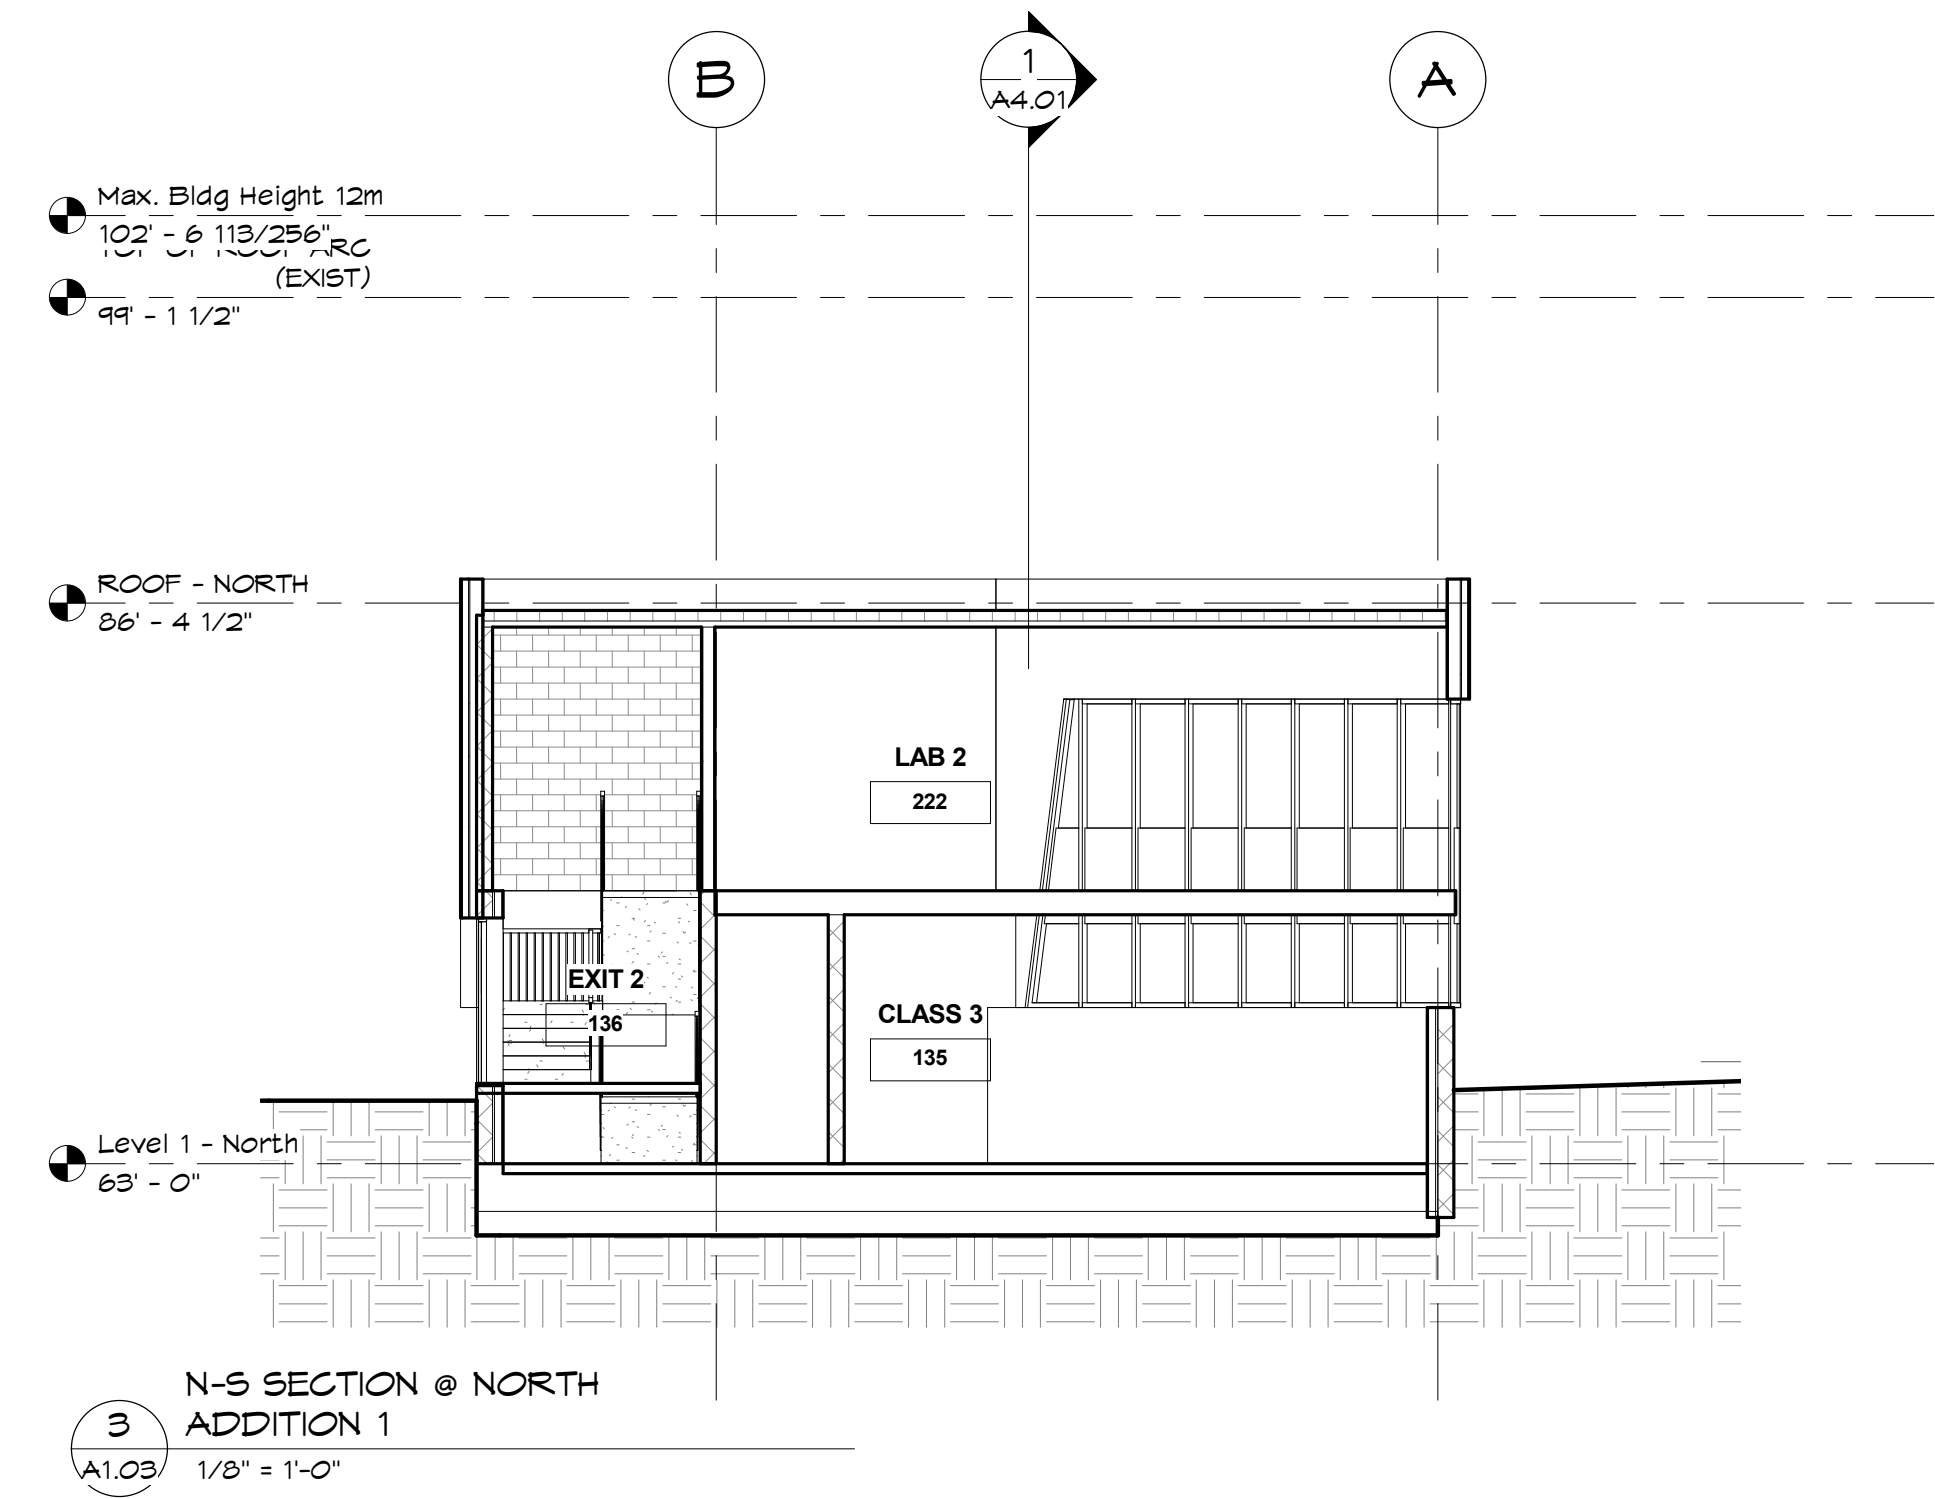 B
1
A4.01
A
Max. Bldg Height 12m
102' - 6 113/256"
ARC
(EXIST)
99' - 1 1/2"
ROOF - NORTH
86' - 4 1/2"
LAB 2
222
EXIT 2
136
CLASS 3
135
Level 1 - North
63' - 0"
N-S SECTION @ NORTH
ADDITION 1
3
A1.03
1/8" = 1'-0"